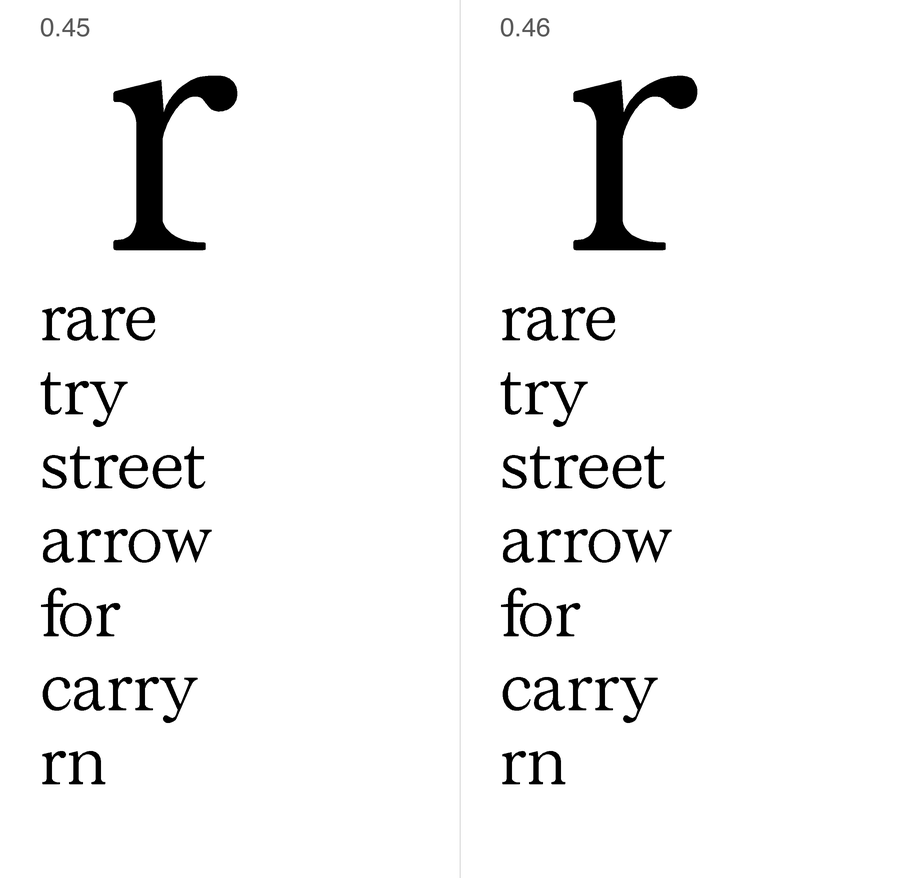 0.45
r
rare
try
street
arrow
for
carry
rn
0.46
r
rare
try
street
arrow
for
carry
rn